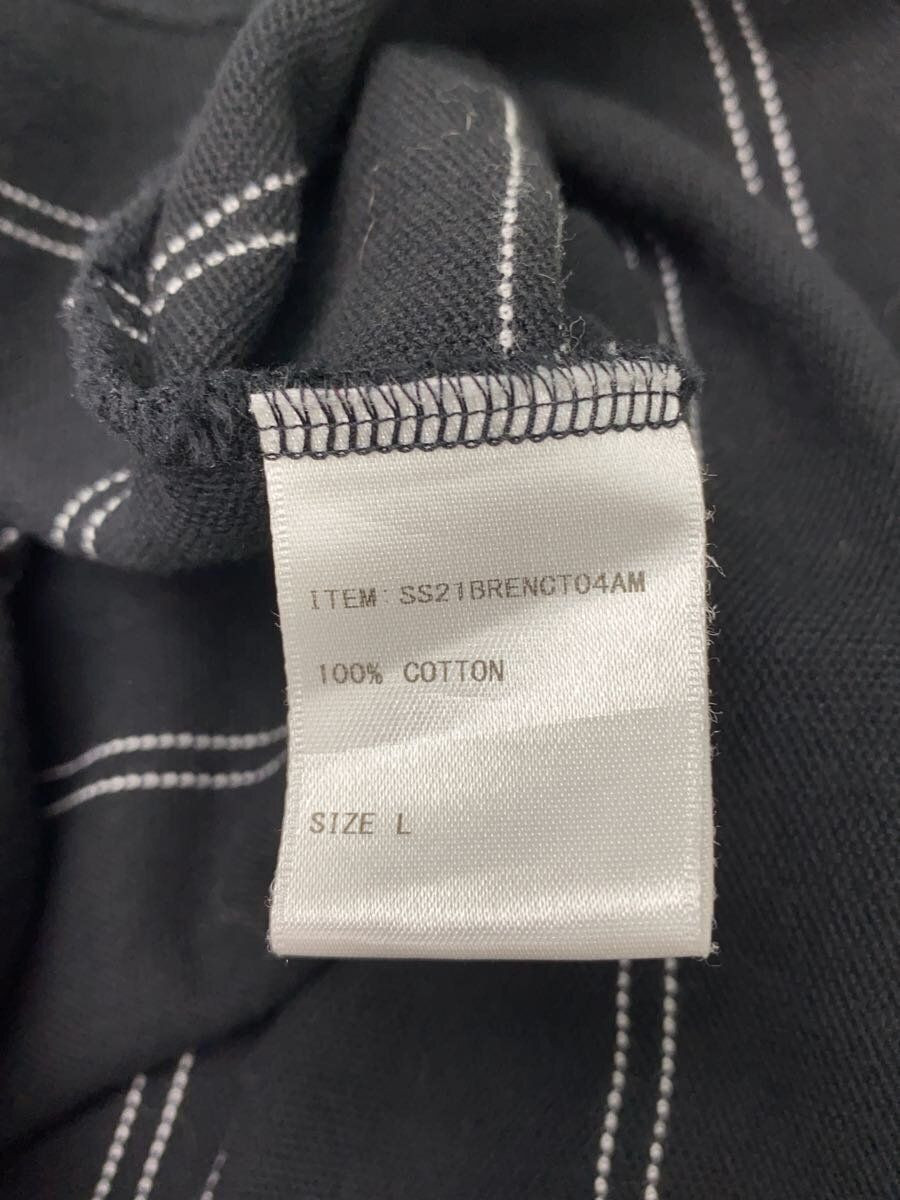 ITEM: SS21BRENCT04AM
100% COTTON
SIZE L